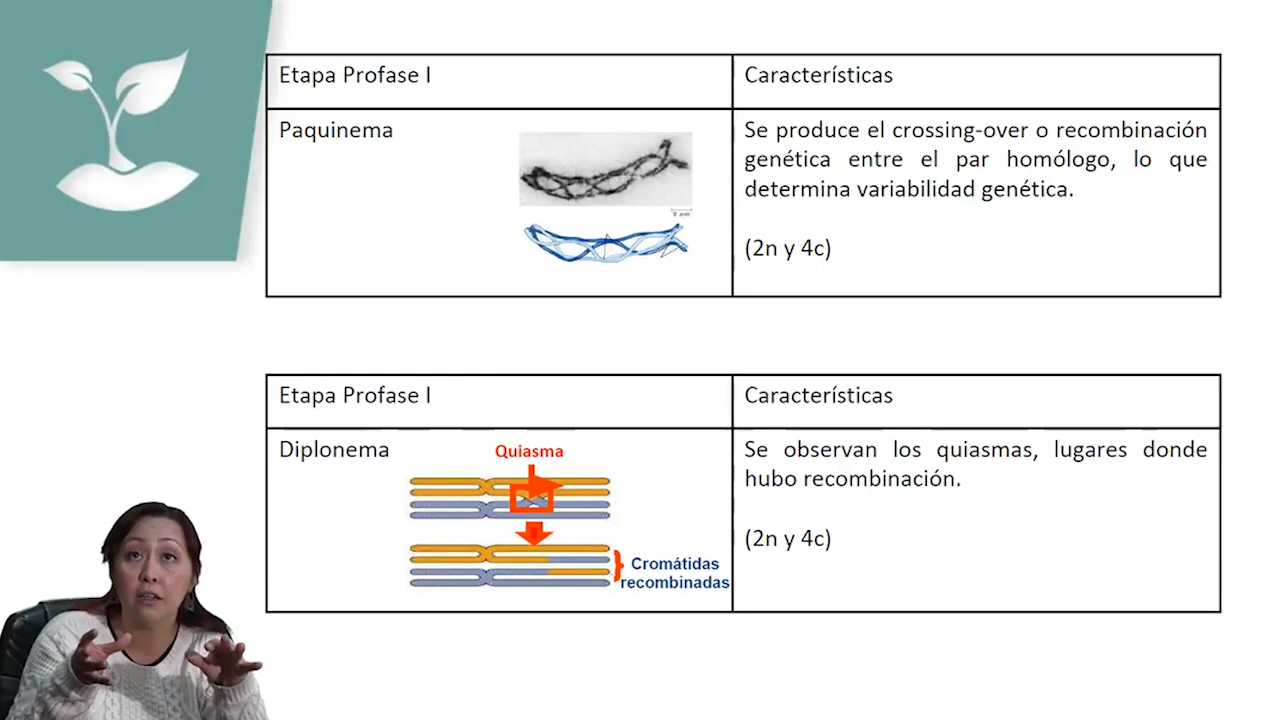 Etapa Profase I
Características
Paquinema
Se produce el crossing-over o recombinación
genética entre el par homólogo, lo que
determina variabilidad genética.
(2n y 4c)
Etapa Profase I
Características
Diplonema
Quiasma
Cromátidas
recombinadas
Se observan los quiasmas, lugares donde
hubo recombinación.
(2n y 4c)